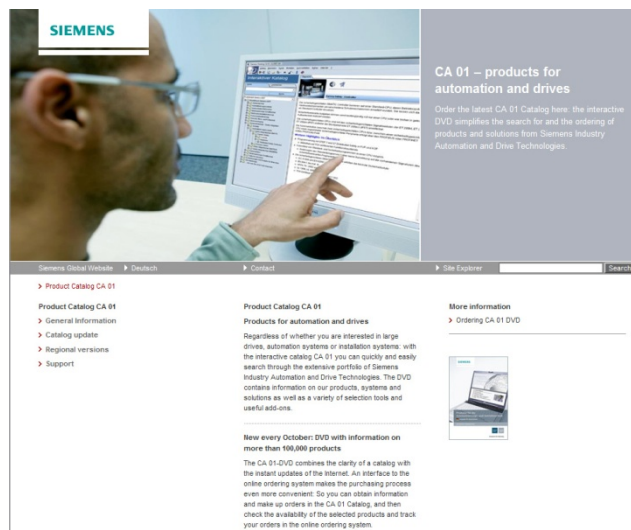 SIEMENS
CA 01 – products for
automation and drives
Order the latest CA 01 Catalog here: the interactive
DVD simplifies the search for and the ordering of
products and solutions from Siemens Industry
Automation and Drive Technologies.
Siemens Global Website
Deutsch
Contact
Site Explorer
Search
Product Catalog CA 01
Product Catalog CA 01
General Information
Catalog update
Regional versions
Support
Product Catalog CA 01
Products for automation and drives
Regardless of whether you are interested in large
drives, automation systems or installation systems: with
the interactive catalog CA 01 you can quickly and easily
search through the extensive portfolio of Siemens
Industry Automation and Drive Technologies. The DVD
contains information on our products, systems and
solutions as well as a variety of selection tools and
useful add-ons.
New every October: DVD with information on
more than 100,000 products
The CA 01-DVD combines the clarity of a catalog with
the instant updates of the Internet. An interface to the
online ordering system makes the purchasing process
even more convenient: So you can obtain information
and make up orders in the CA 01 Catalog, and then
check the availability of the selected products and track
your orders in the online ordering system.
More information
Ordering CA 01 DVD
SIEMENS